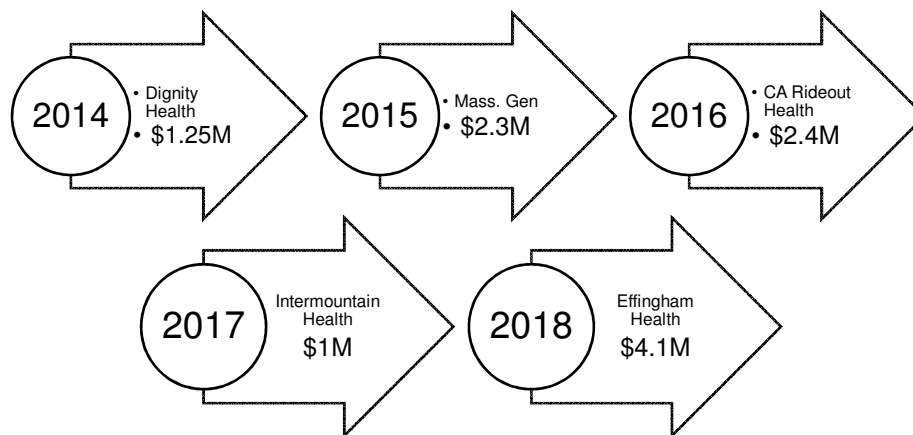 2014
• Dignity
Health
• $1.25M
2015
• Mass. Gen
• $2.3M
2016
• CA Rideout
Health
• $2.4M
2017
Intermountain
Health
$1M
2018
Effingham
Health
$4.1M